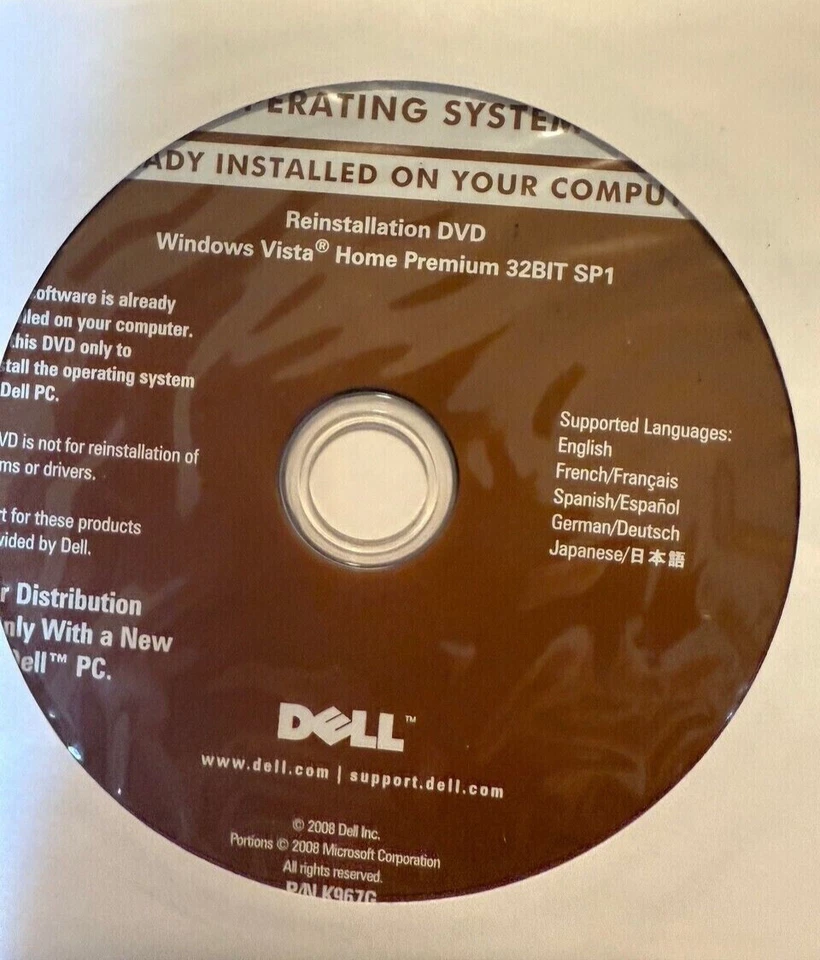 ERATING SYSTEM
ADY INSTALLED ON YOUR COMPU
Reinstallation DVD
Windows Vista® Home Premium 32BIT SP1
oftware is already
lled on your computer.
his DVD only to
tall the operating system
Dell PC.
VD is not for reinstallation of
ms or drivers.
t for these products
vided by Dell.
r Distribution
nly With a New
Dell™ PC.
Supported Languages:
English
French/Français
Spanish/Español
German/Deutsch
Japanese/日本語
DELL™
www.dell.com | support.dell.com
© 2008 Dell Inc.
Portions © 2008 Microsoft Corporation
All rights reserved.
P/N K967G